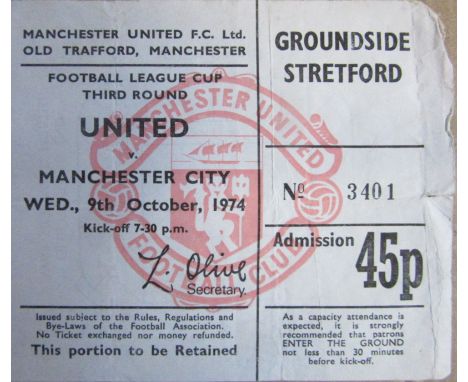 MANCHESTER UNITED F.C. Ltd.
OLD TRAFFORD, MANCHESTER
FOOTBALL LEAGUE CUP
THIRD ROUND
UNITED
v.
MANCHESTER CITY
WED., 9th October, 1974
Kick-off 7-30 p.m.
L. Olive
Secretary.
Issued subject to the Rules, Regulations and
Bye-Laws of the Football Association.
No Ticket exchanged nor money refunded.
This portion to be Retained
MANCHESTER UNITED
FOOTBALL CLUB
GROUNDSIDE
STRETFORD
No 3401
Admission 45p
As a capacity attendance is
expected, it is strongly
recommended that patrons
ENTER THE GROUND
not less than 30 minutes
before kick-off.